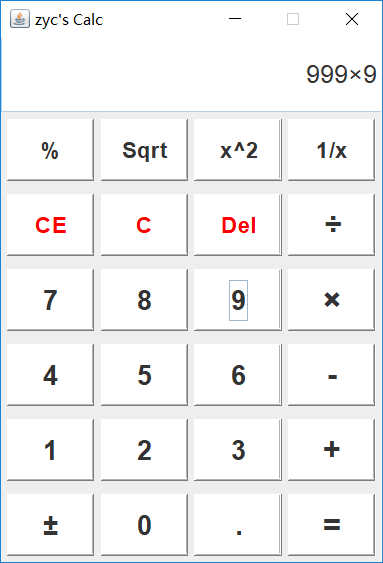 zyc's Calc
999×9
% Sqrt x^2 1/x
CE C Del ÷
7 8 9 ×
4 5 6 -
1 2 3 +
± 0 . =